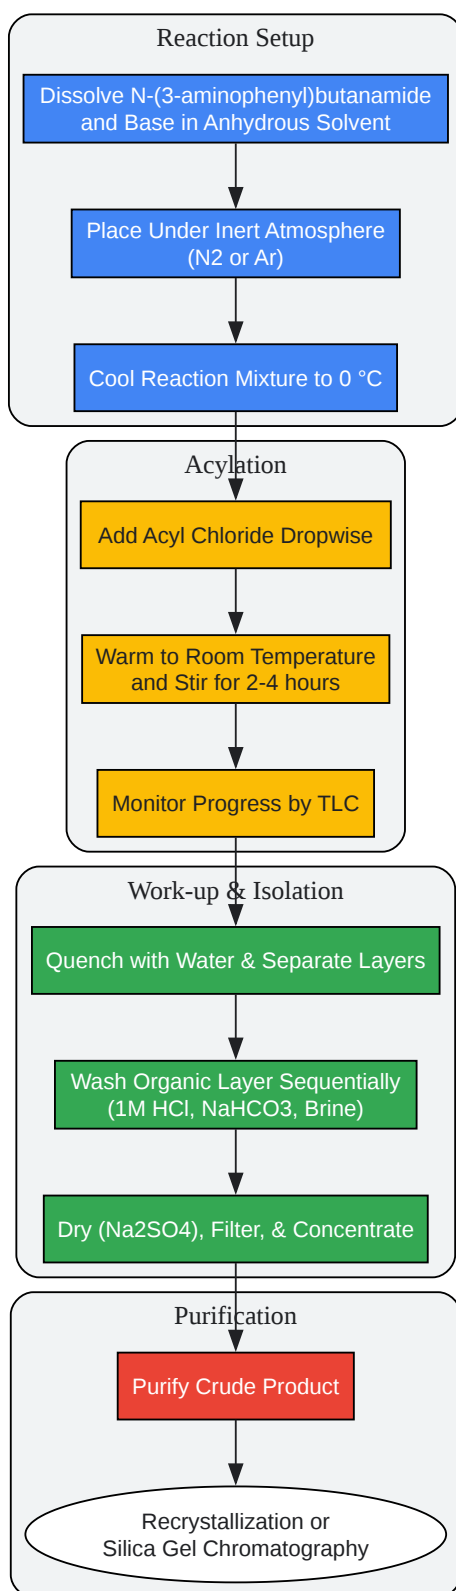 Reaction Setup
Dissolve N-(3-aminophenyl)butanamide
and Base in Anhydrous Solvent
Place Under Inert Atmosphere
(N2 or Ar)
Cool Reaction Mixture to 0 °C
Acylation
Add Acyl Chloride Dropwise
Warm to Room Temperature
and Stir for 2-4 hours
Monitor Progress by TLC
Work-up & Isolation
Quench with Water & Separate Layers
Wash Organic Layer Sequentially
(1M HCl, NaHCO3, Brine)
Dry (Na2SO4), Filter, & Concentrate
Purification
Purify Crude Product
Recrystallization or
Silica Gel Chromatography